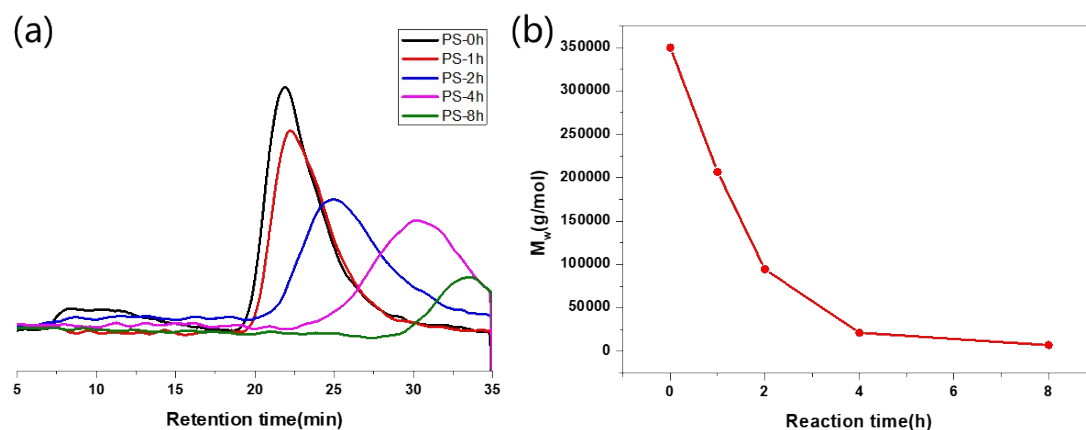 (a)
PS-0h
PS-1h
PS-2h
PS-4h
PS-8h
5 10 15 20 25 30 35
Retention time(min)
(b)
350000
300000
250000
200000
150000
100000
50000
0
Mw(g/mol)
0 2 4 6 8
Reaction time(h)